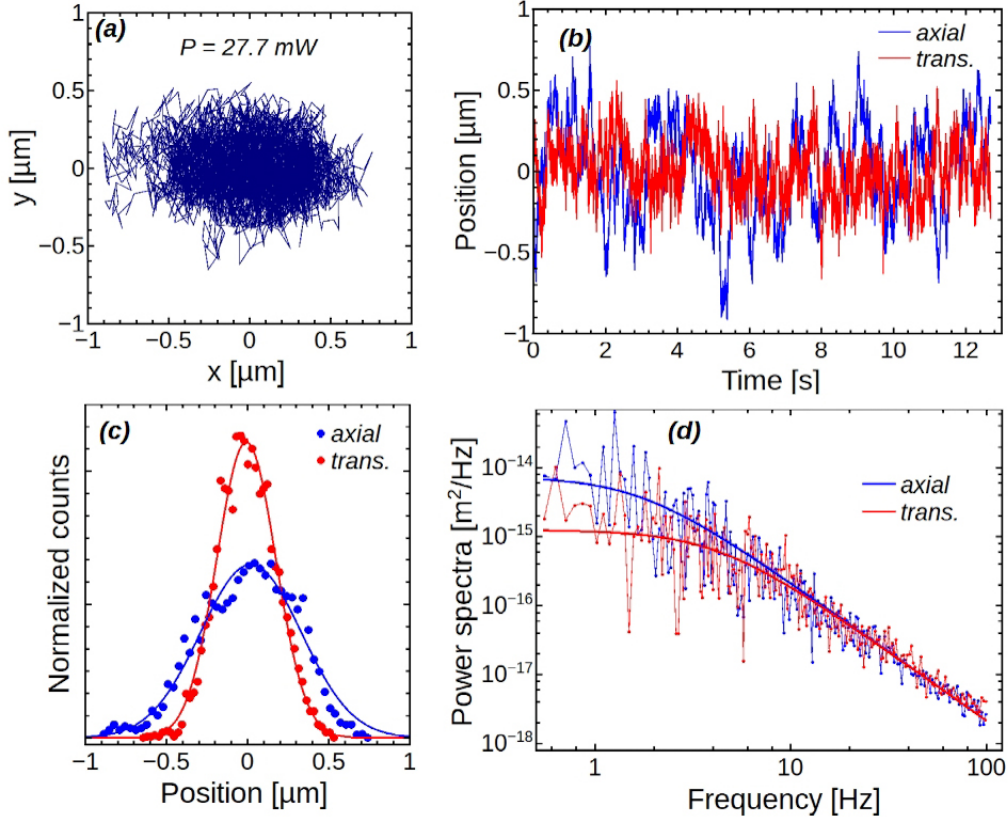 (a)
P = 27.7 mW
y [µm]
1
0.5
0
−0.5
−1
−1
−0.5
0
0.5
1
x [µm]
(b)
axial
trans.
Position [µm]
1
0.5
0
−0.5
−1
0
2
4
6
8
10
12
Time [s]
(c)
axial
trans.
Normalized counts
−1
−0.5
0
0.5
1
Position [µm]
(d)
axial
trans.
Power spectra [m²/Hz]
10⁻¹⁴
10⁻¹⁵
10⁻¹⁶
10⁻¹⁷
10⁻¹⁸
1
10
100
Frequency [Hz]